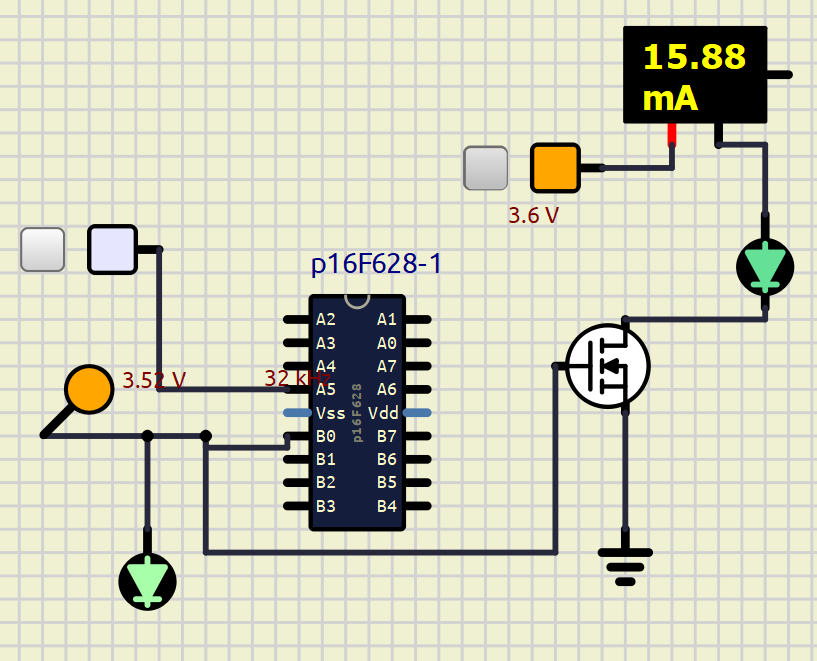 15.88
mA
3.6 V
p16F628-1
3.52 V
32 kHz
A2 A1
A3 A0
A4 A7
A5 A6
Vss Vdd
B0 B7
B1 B6
B2 B5
B3 B4
p16F628